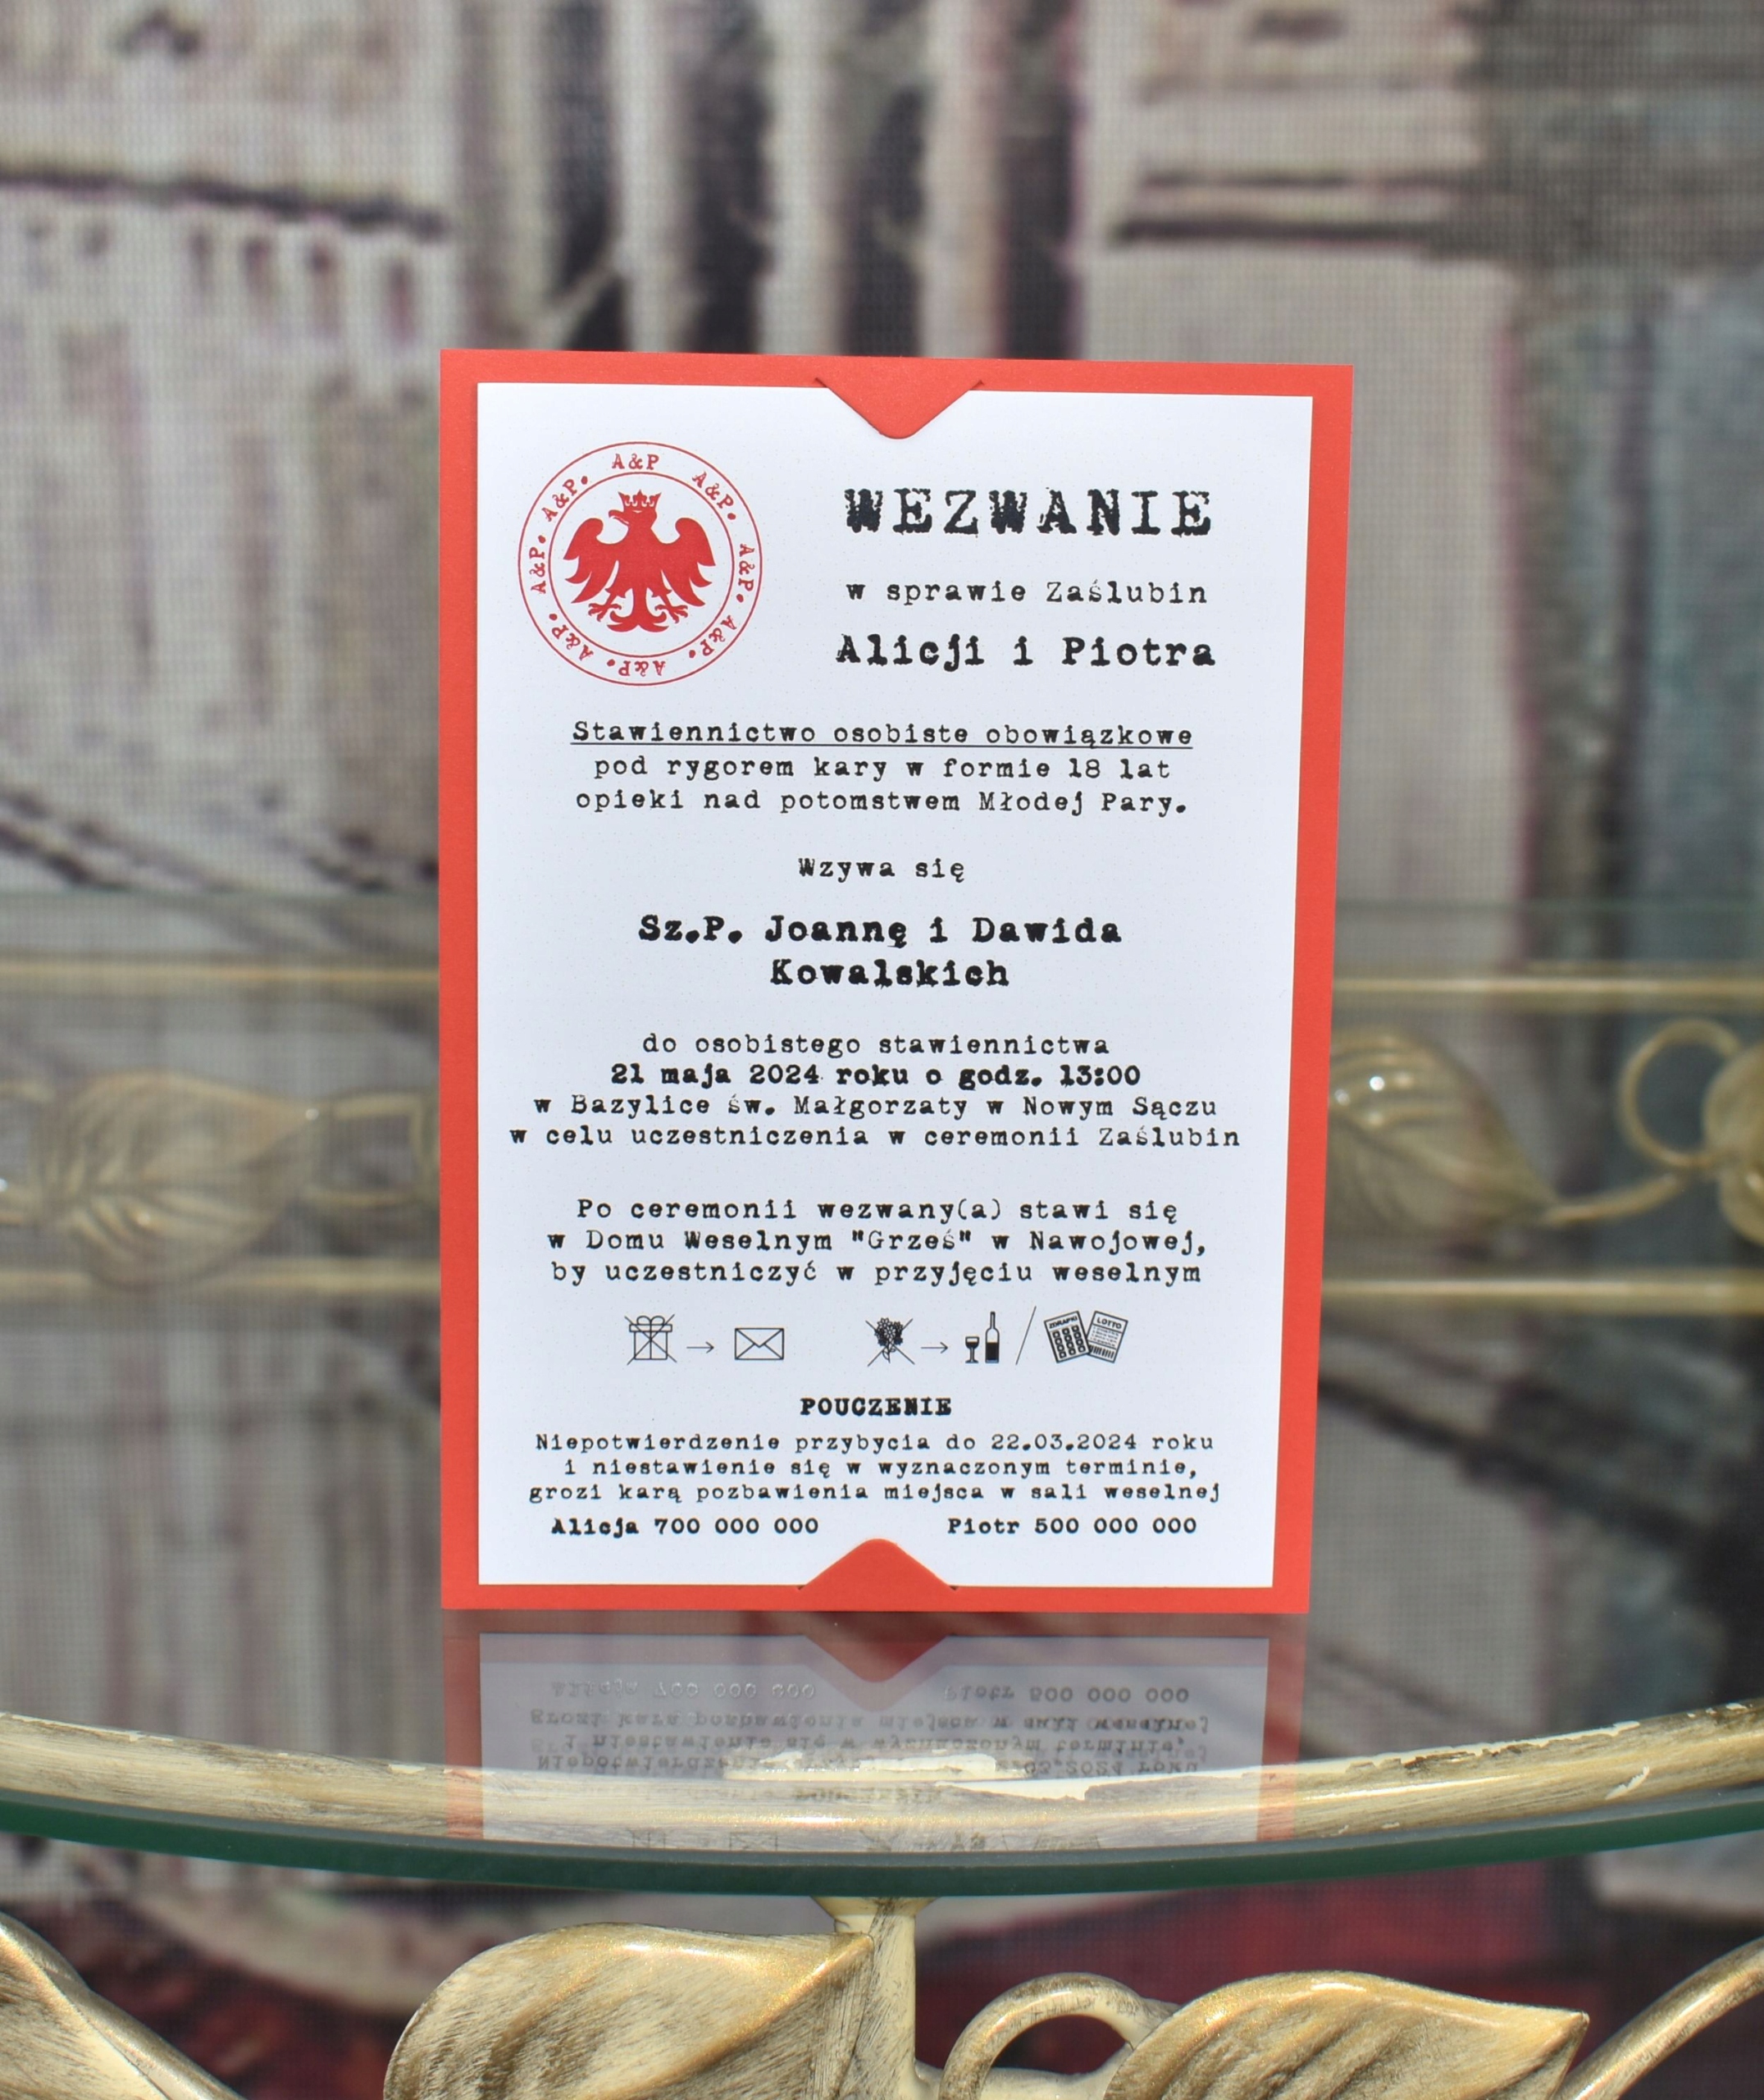 A&P A&P. A&P. A&P. A&P. A&P. A&P. A&P. A&P.
WEZWANIE
w sprawie Zaślubin
Alicji i Piotra
Stawiennictwo osobiste obowiązkowe
pod rygorem kary w formie 18 lat
opieki nad potomstwem Młodej Pary.
Wzywa się
Sz.P. Joannę i Dawida
Kowalskich
do osobistego stawiennictwa
21 maja 2024 roku o godz. 13:00
w Bazylice św. Małgorzaty w Nowym Sączu
w celu uczestniczenia w ceremonii Zaślubin
Po ceremonii wezwany(a) stawi się
w Domu Weselnym "Grześ" w Nawojowej,
by uczestniczyć w przyjęciu weselnym
ZDRAPKI LOTTO
POUCZENIE
Niepotwierdzenie przybycia do 22.03.2024 roku
i niestawienie się w wyznaczonym terminie,
grozi karą pozbawienia miejsca w sali weselnej
Alicja 700 000 000 Piotr 500 000 000